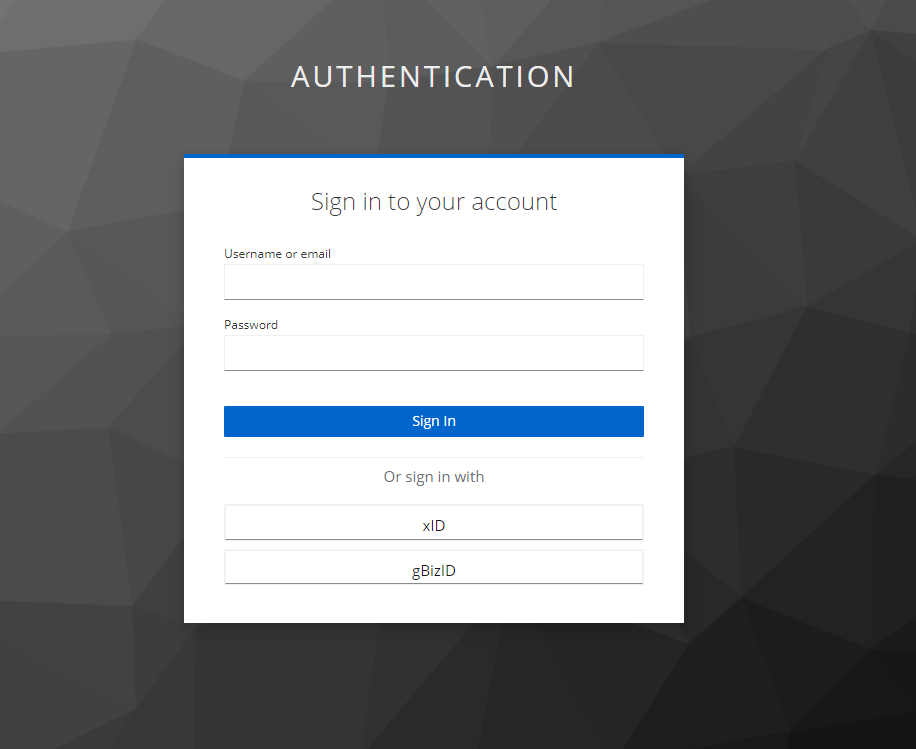 AUTHENTICATION
Sign in to your account
Username or email
Password
Sign In
Or sign in with
xID
gBizID